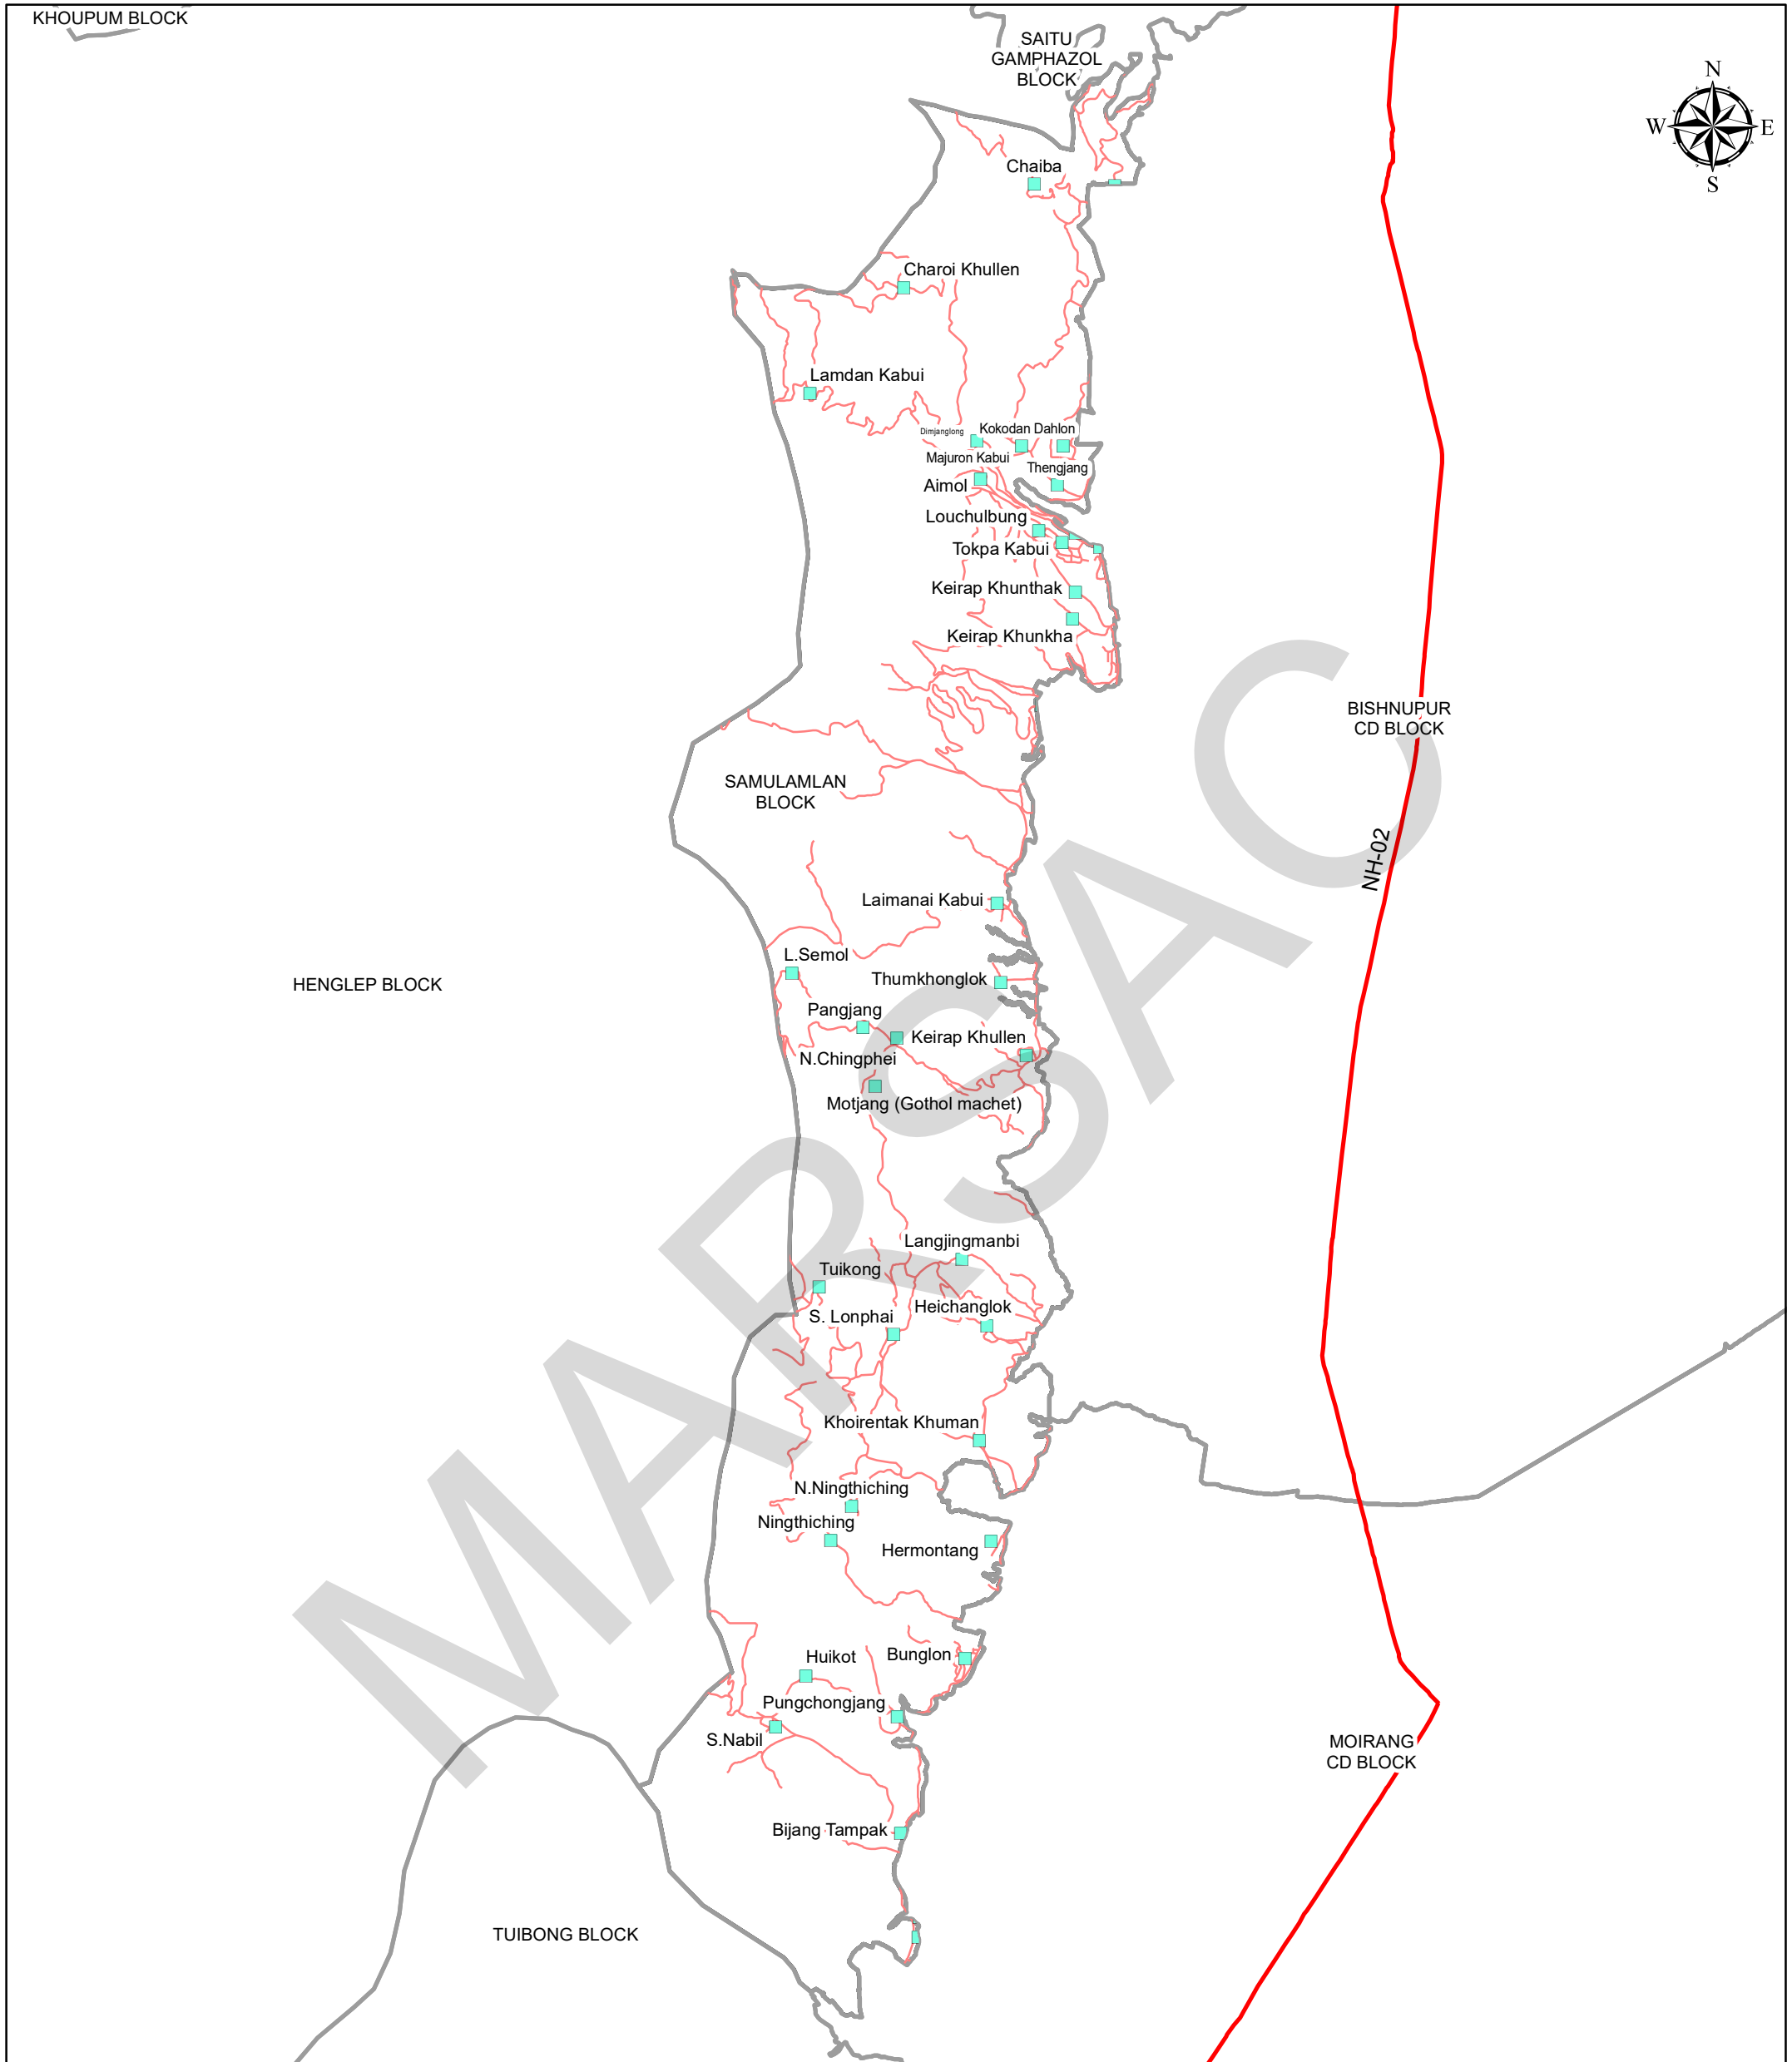 KHOUPUM BLOCK
SAITU
GAMPHAZOL
BLOCK
N
W
E
S
Chaiba
Charoi Khullen
Lamdan Kabui
Dimjanglong
Kokodan Dahlon
Majuron Kabui
Thengjang
Aimol
Louchulbung
Tokpa Kabui
Keirap Khunthak
Keirap Khunkha
BISHNUPUR
CD BLOCK
SAMULAMLAN
BLOCK
NH-02
Laimanai Kabui
L.Semol
Thumkhonglok
HENGLEP BLOCK
Pangjang
Keirap Khullen
N.Chingphei
Motjang (Gothol machet)
Langjingmanbi
Tuikong
Heichanglok
S. Lonphai
Khoirentak Khuman
N.Ningthiching
Ningthiching
Hermontang
Huikot
Bunglon
Pungchongjang
S.Nabil
MOIRANG
CD BLOCK
Bijang Tampak
TUIBONG BLOCK
MARSAC